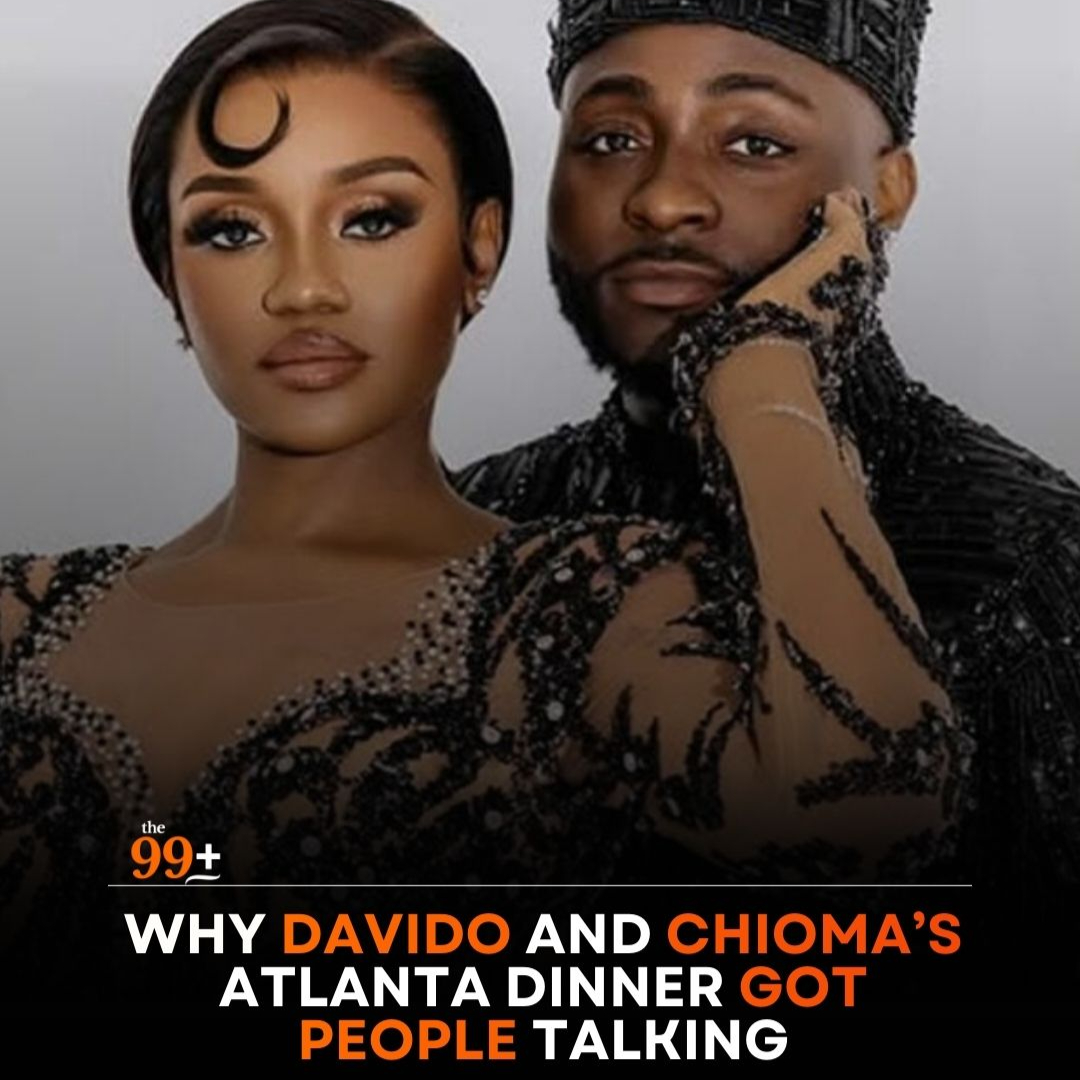 the
99+
WHY DAVIDO AND CHIOMA’S
ATLANTA DINNER GOT
PEOPLE TALKING